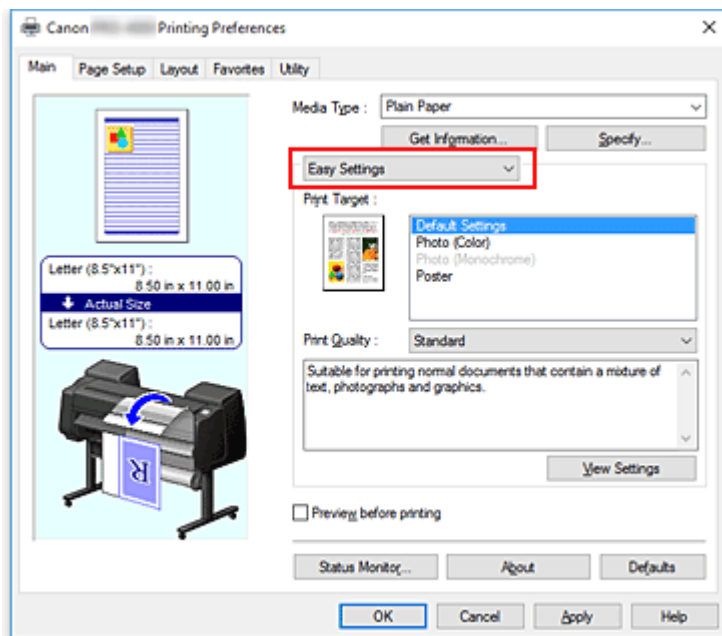 Canon Printing Preferences
Main Page Setup Layout Favorites Utility
Media Type : Plain Paper
Get Information... Specify...
Easy Settings
Print Target :
Default Settings
Photo (Color)
Photo (Monochrome)
Poster
Letter (8.5"x11") :
8.50 in x 11.00 in
Actual Size
Letter (8.5"x11") :
8.50 in x 11.00 in
Print Quality : Standard
Suitable for printing normal documents that contain a mixture of
text, photographs and graphics.
R
View Settings
Preview before printing
Status Monitor... About Defaults
OK Cancel Apply Help